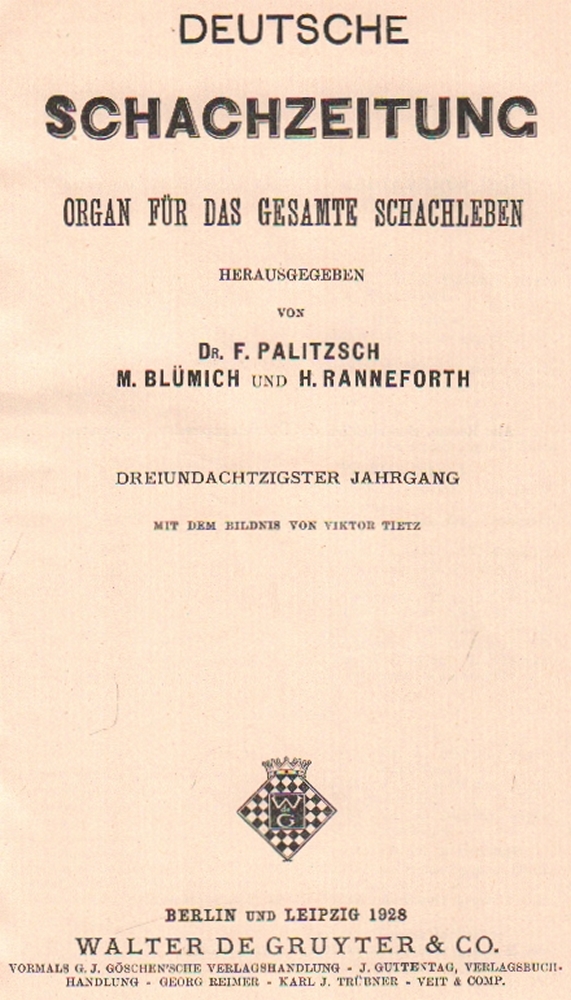 DEUTSCHE
SCHACHZEITUNG
ORGAN FÜR DAS GESAMTE SCHACHLEBEN
HERAUSGEGEBEN
VON
DR. F. PALITZSCH
M. BLÜMICH UND H. RANNEFORTH
DREIUNDACHTZIGSTER JAHRGANG
MIT DEM BILDNIS VON VIKTOR TIETZ
W
de
G
BERLIN UND LEIPZIG 1928
WALTER DE GRUYTER & CO.
VORMALS G. J. GÖSCHEN'SCHE VERLAGSHANDLUNG - J. GUTTENTAG, VERLAGSBUCH-
HANDLUNG - GEORG REIMER - KARL J. TRÜBNER - VEIT & COMP.